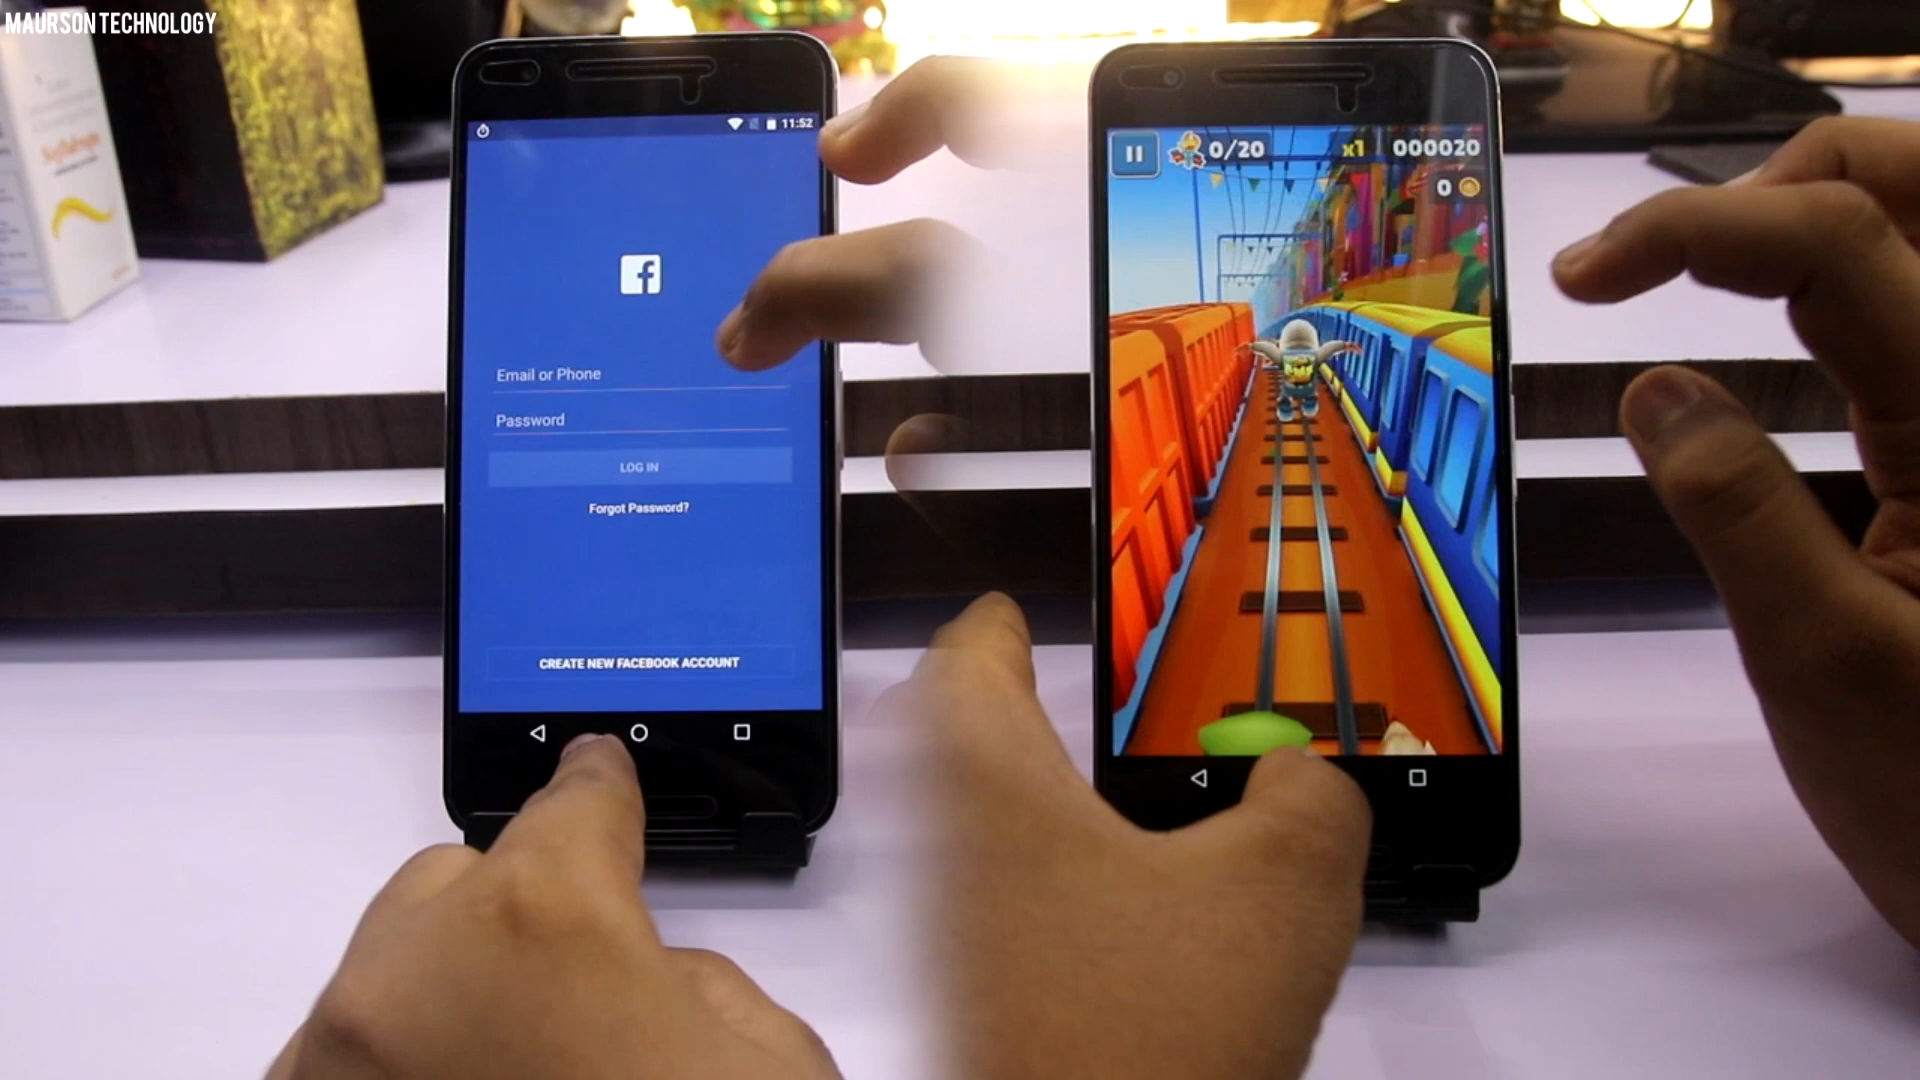 MAURSON TECHNOLOGY
11:52
Email or Phone
Password
LOG IN
Forgot Password?
CREATE NEW FACEBOOK ACCOUNT
0/20
x1
000020
0